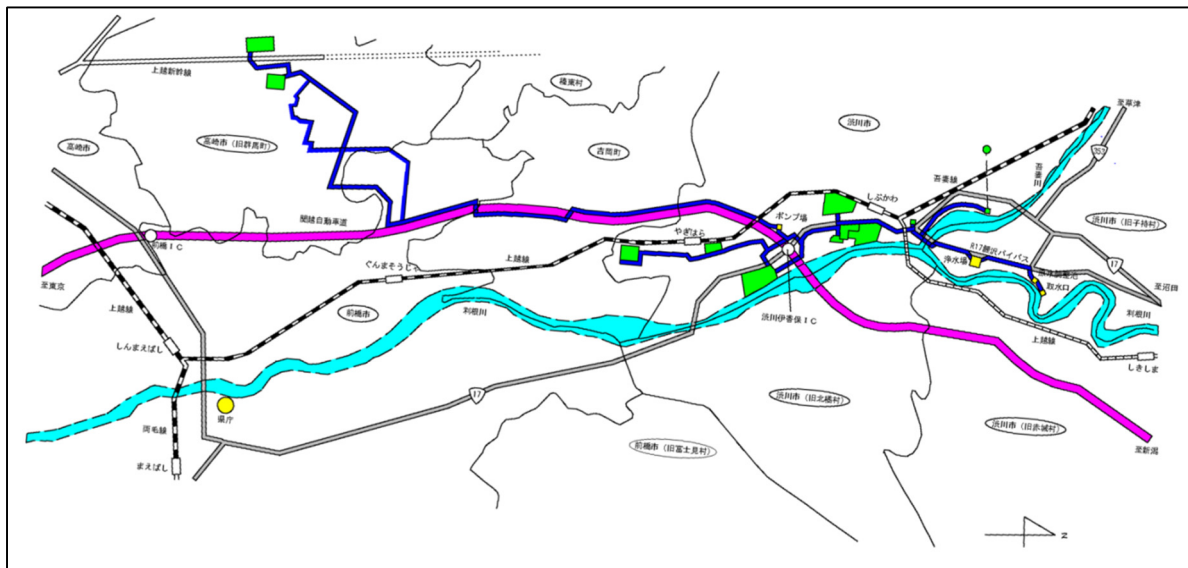 上越新幹線
榛東村
渋川市
至草津
353
吾妻線
吾妻川
高崎市
高崎市（旧群馬町）
吉岡町
しぶかわ
ポンプ場
渋川市（旧子持村）
関越自動車道
やぎはら
R17鯉沢バイパス
浄水場
取水口
17
前橋IC
ぐんまそうじゃ
上越線
至沼田
至東京
渋川伊香保IC
利根川
上越線
前橋市
利根川
上越線
しんまえばし
しきしま
17
県庁
渋川市（旧北橘村）
渋川市（旧赤城村）
両毛線
前橋市（旧富士見村）
至新潟
まえばし
N